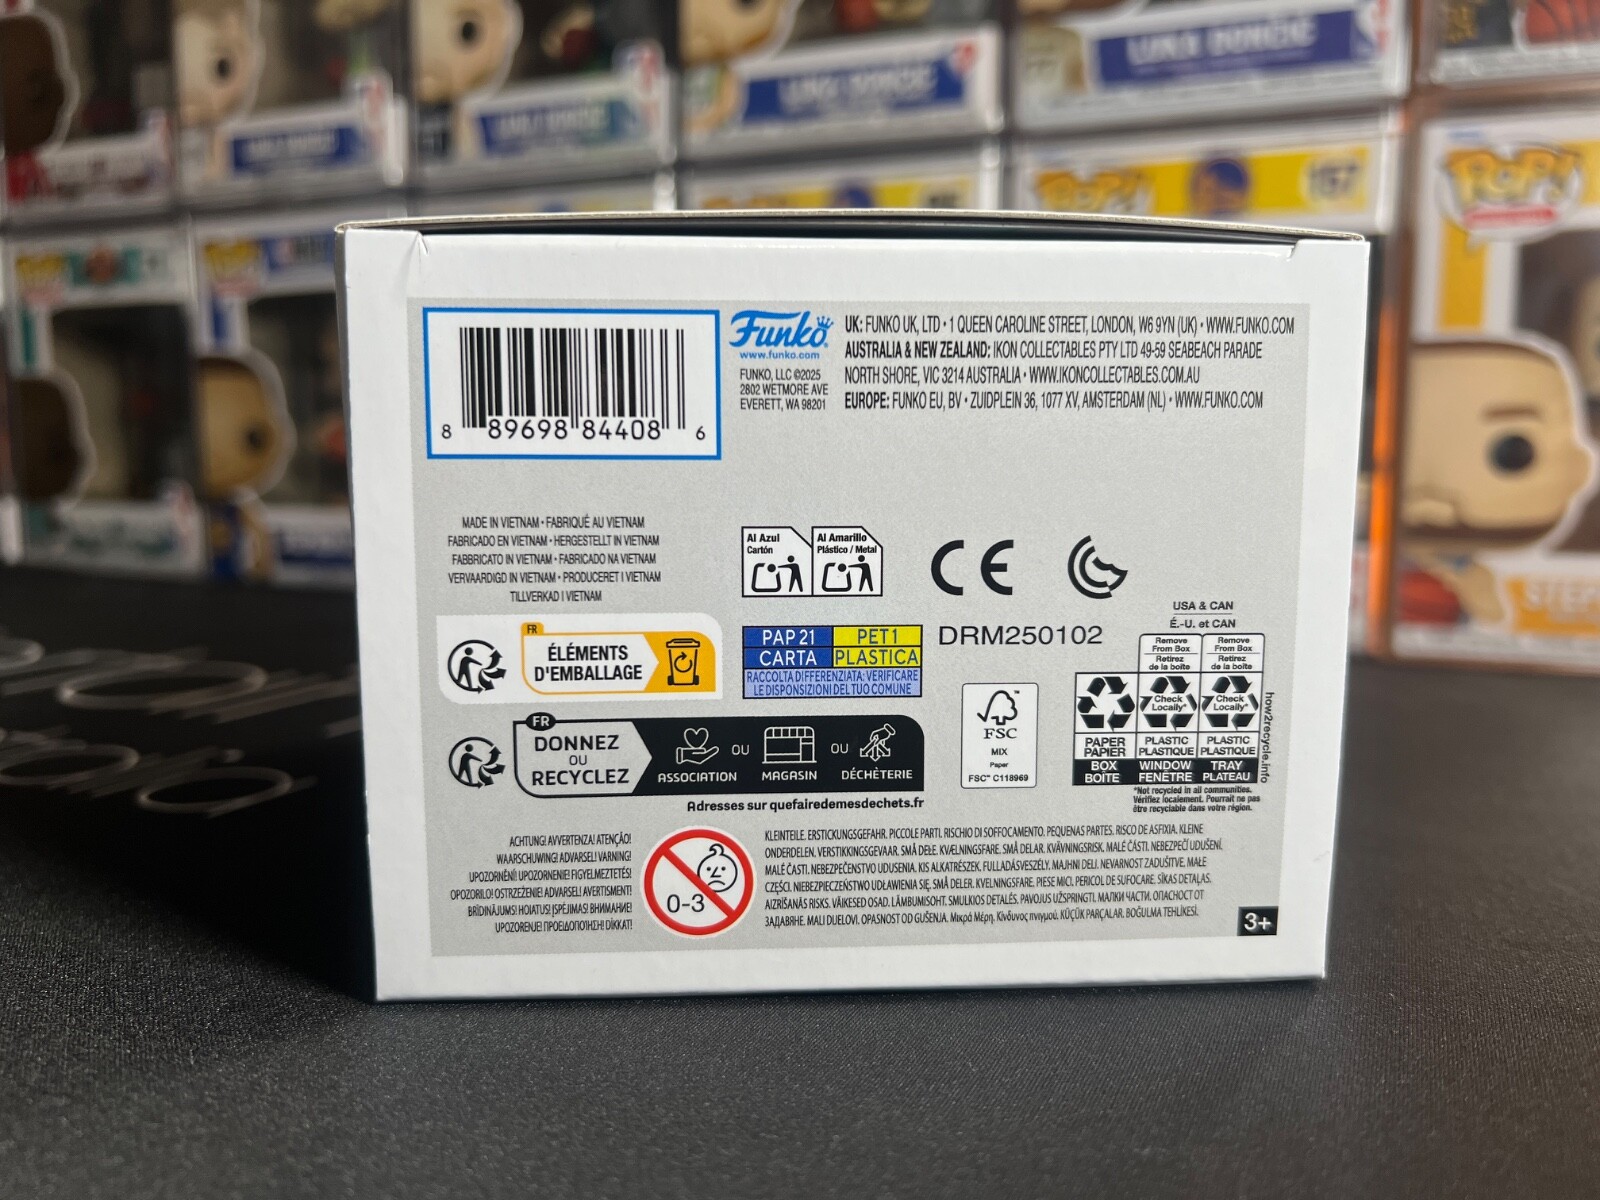 LUKA DONČIĆ
POP!
167
POP!
8 89698 84408 6
Funko
www.funko.com
FUNKO, LLC ©2025
2802 WETMORE AVE
EVERETT, WA 98201
UK: FUNKO UK, LTD • 1 QUEEN CAROLINE STREET, LONDON, W6 9YN (UK) • WWW.FUNKO.COM
AUSTRALIA & NEW ZEALAND: IKON COLLECTABLES PTY LTD 49-59 SEABEACH PARADE
NORTH SHORE, VIC 3214 AUSTRALIA • WWW.IKONCOLLECTABLES.COM.AU
EUROPE: FUNKO EU, BV • ZUIDPLEIN 36, 1077 XV, AMSTERDAM (NL) • WWW.FUNKO.COM
MADE IN VIETNAM • FABRIQUÉ AU VIETNAM
FABRICADO EN VIETNAM • HERGESTELLT IN VIETNAM
FABBRICATO IN VIETNAM • FABRICADO NA VIETNAM
VERVAARDIGD IN VIETNAM • PRODUCERET I VIETNAM
TILLVERKAD I VIETNAM
Al Azul
Cartón
Al Amarillo
Plástico / Metal
CE
FR
ÉLÉMENTS
D'EMBALLAGE
PAP 21
PET 1
CARTA
PLASTICA
RACCOLTA DIFFERENZIATA: VERIFICARE
LE DISPONSIZIONI DEL TUO COMUNE
DRM250102
FSC
MIX
Paper
FSC™ C118969
USA & CAN
É.-U. et CAN
Remove
From Box
Retirez
de la boîte
Remove
From Box
Retirez
de la boîte
Check
Locally*
Check
Locally*
PAPER
PAPIER
BOX
BOÎTE
PLASTIC
PLASTIQUE
WINDOW
FENÊTRE
PLASTIC
PLASTIQUE
TRAY
PLATEAU
how2recycle.info
*Not recycled in all communities.
Vérifiez localement. Pourrait ne pas
être recyclable dans votre région.
FR
DONNEZ
OU
RECYCLEZ
ASSOCIATION
OU
MAGASIN
OU
DÉCHÈTERIE
Adresses sur quefairedemesdechets.fr
ACHTUNG! AVVERTENZA! ATENÇÃO!
WAARSCHUWING! ADVARSEL! VARNING!
UPOZORNĚNÍ! UPOZORNENIE! FIGYELMEZTETÉS!
OPOZORILO! OSTRZEŻENIE! ADVARSEL! AVERTISMENT!
BRĪDINĀJUMS! HOIATUS! ĮSPĖJIMAS! ВНИМАНИЕ!
UPOZORENJE! ΠΡΟΕΙΔΟΠΟΙΗΣΗ! DİKKAT!
0-3
KLEINTEILE. ERSTICKUNGSGEFAHR. PICCOLE PARTI. RISCHIO DI SOFFOCAMENTO. PEQUENAS PARTES. RISCO DE ASFIXIA. KLEINE
ONDERDELEN. VERSTIKKINGSGEVAAR. SMÅ DELE. KVÆLNINGSFARE. SMÅ DELAR. KVÄVNINGSRISK. MALÉ ČÁSTI. NEBEZPEČÍ UDUŠENÍ.
MALÉ ČASTI. NEBEZPEČENSTVO UDUSENIA. KIS ALKATRÉSZEK. FULLADÁSVESZÉLY. MAJHNI DELI. NEVARNOST ZADUŠITVE. MAŁE
CZĘŚCI. NIEBEZPIECZEŃSTWO UDŁAWIENIA SIĘ. SMÅ DELER. KVELNINGSFARE. PIESE MICI. PERICOL DE SUFOCARE. SĪKAS DETAĻAS.
AIZRĪŠANĀS RISKS. VÄIKESED OSAD. LÄMBUMISOHT. SMULKIOS DETALĖS. PAVOJUS UŽSPRINGTI. МАЛКИ ЧАСТИ. ОПАСНОСТ ОТ
ЗАДАВЯНЕ. MALI DIJELOVI. OPASNOST OD GUŠENJA. Μικρά Μέρη. Κίνδυνος πνιγμού. KÜÇÜK PARÇALAR. BOĞULMA TEHLİKESİ.
3+